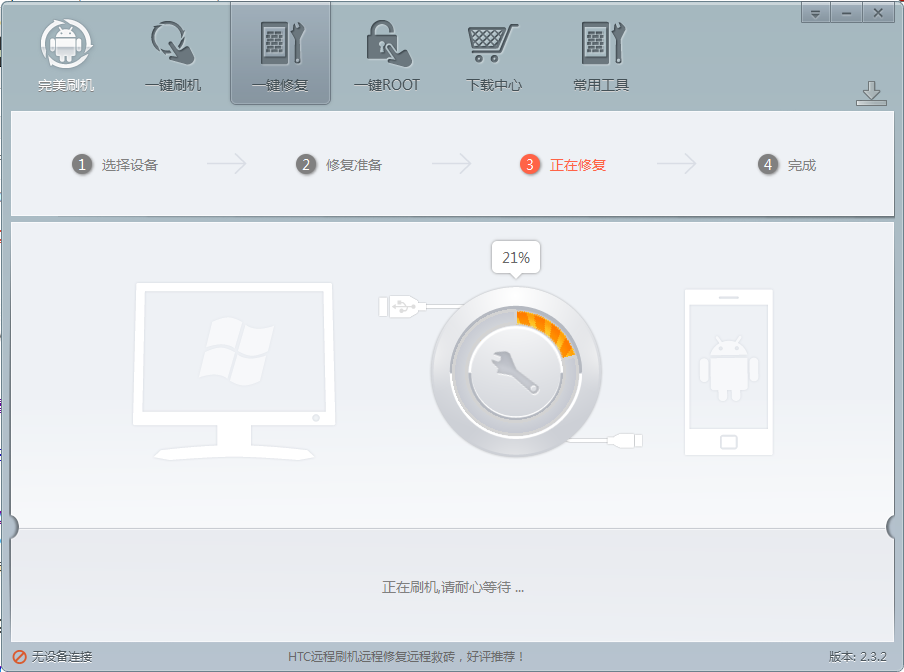 完美刷机 一键刷机 一键修复 一键ROOT 下载中心 常用工具
1 选择设备 2 修复准备 3 正在修复 4 完成
21%
正在刷机,请耐心等待 ...
无设备连接 HTC远程刷机远程修复远程救砖，好评推荐！ 版本: 2.3.2